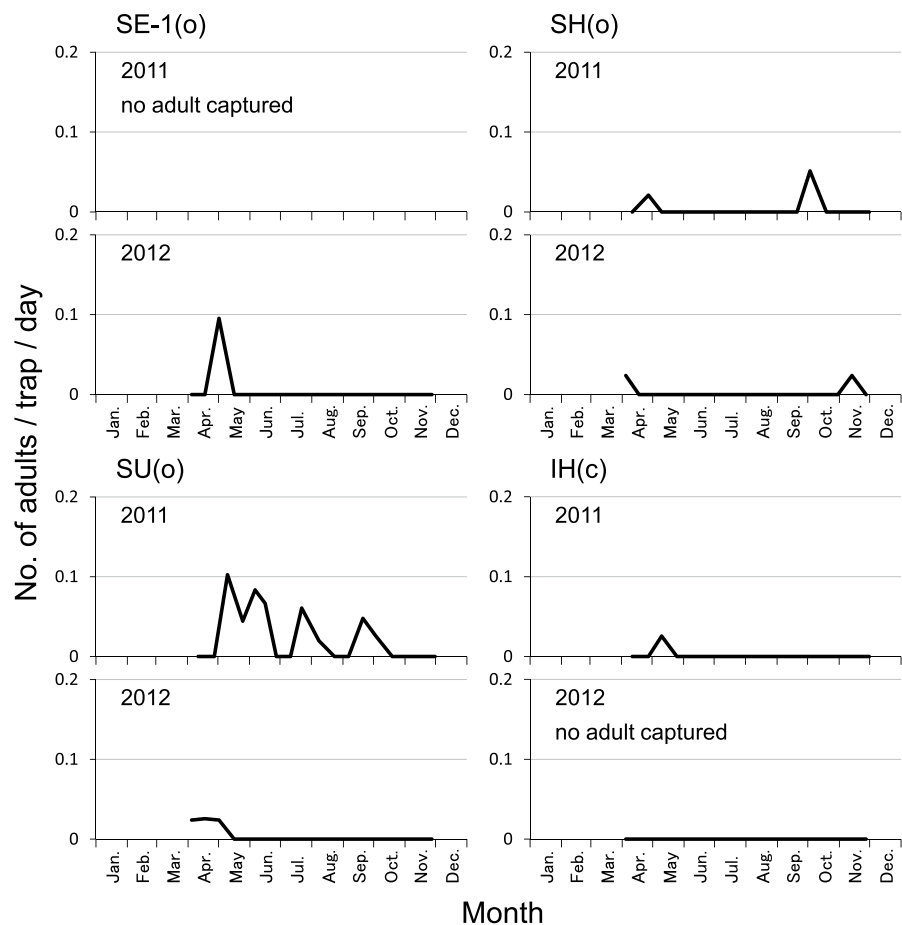 SE-1(o)
0.2
0.1
0
2011
no adult captured
SH(o)
0.2
0.1
0
2011
0.2
0.1
0
2012
Jan. Feb. Mar. Apr. May Jun. Jul. Aug. Sep. Oct. Nov. Dec.
0.2
0.1
0
2012
Jan. Feb. Mar. Apr. May Jun. Jul. Aug. Sep. Oct. Nov. Dec.
No. of adults / trap / day
SU(o)
0.2
0.1
0
2011
IH(c)
0.2
0.1
0
2011
0.2
0.1
0
2012
Jan. Feb. Mar. Apr. May Jun. Jul. Aug. Sep. Oct. Nov. Dec.
0.2
0.1
0
2012
no adult captured
Jan. Feb. Mar. Apr. May Jun. Jul. Aug. Sep. Oct. Nov. Dec.
Month